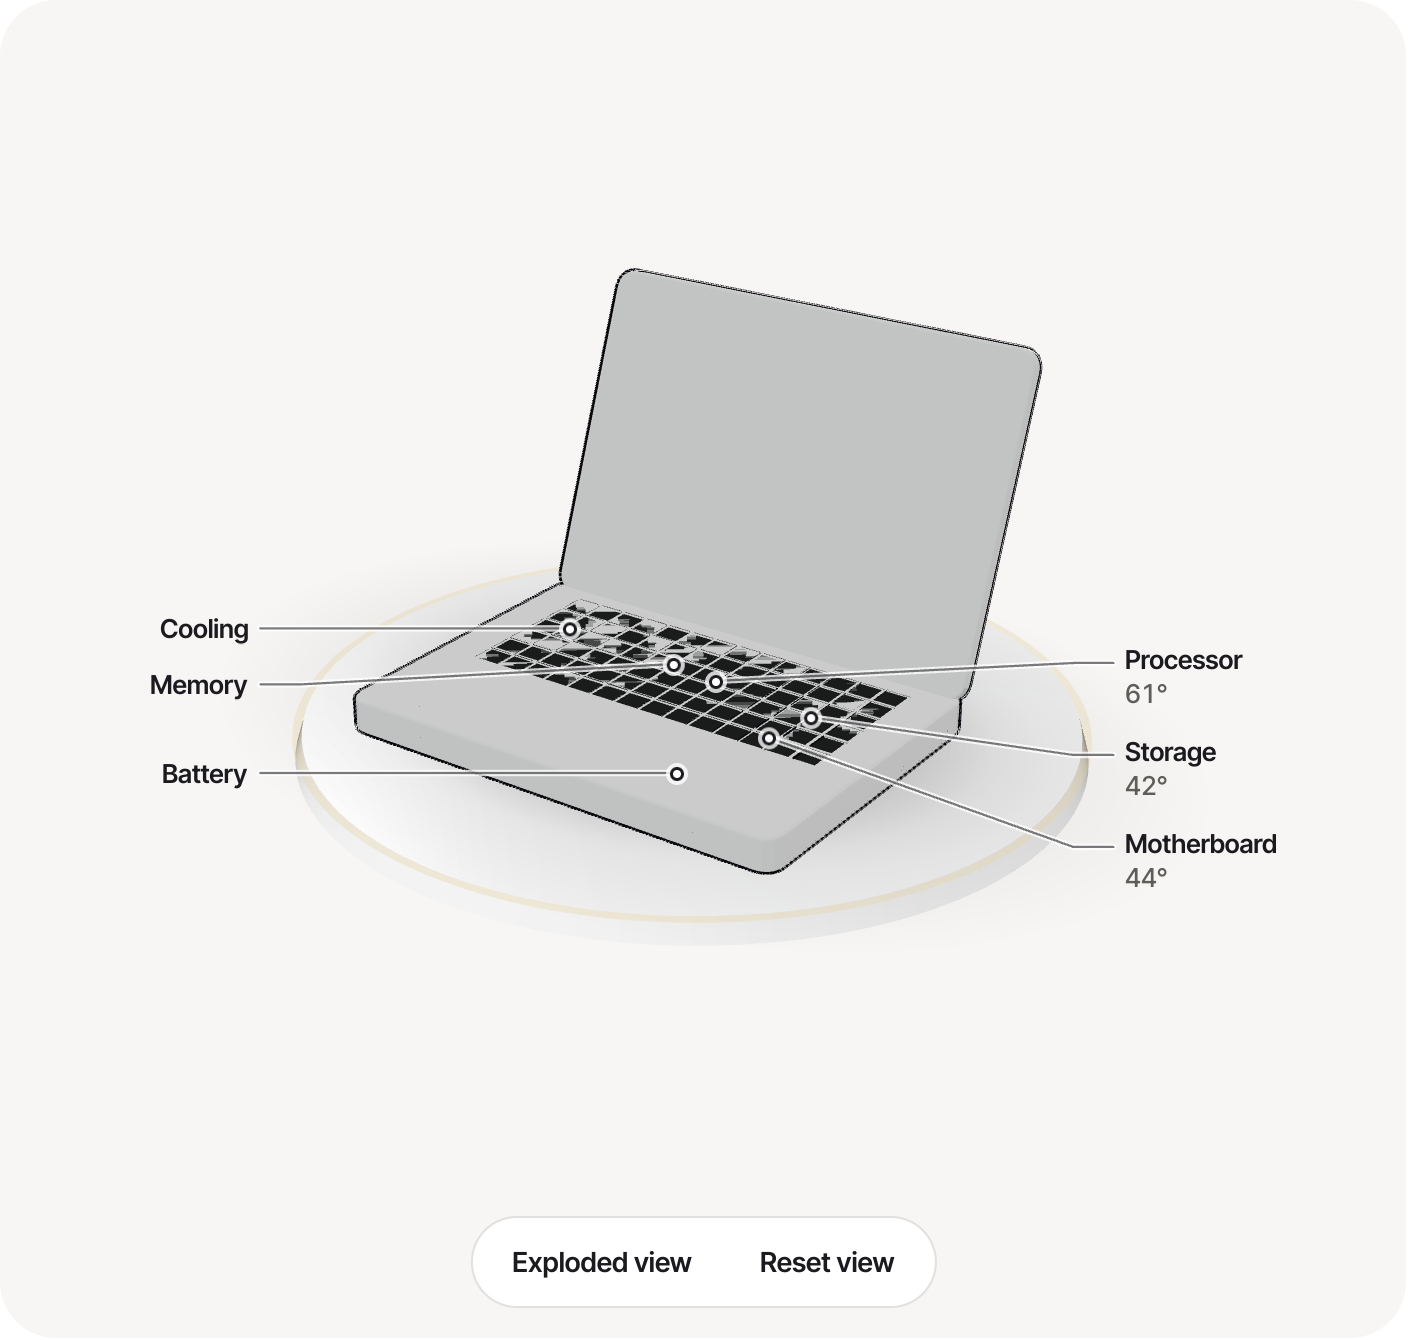 Cooling
Memory
Battery
Processor
61°
Storage
42°
Motherboard
44°
Exploded view
Reset view